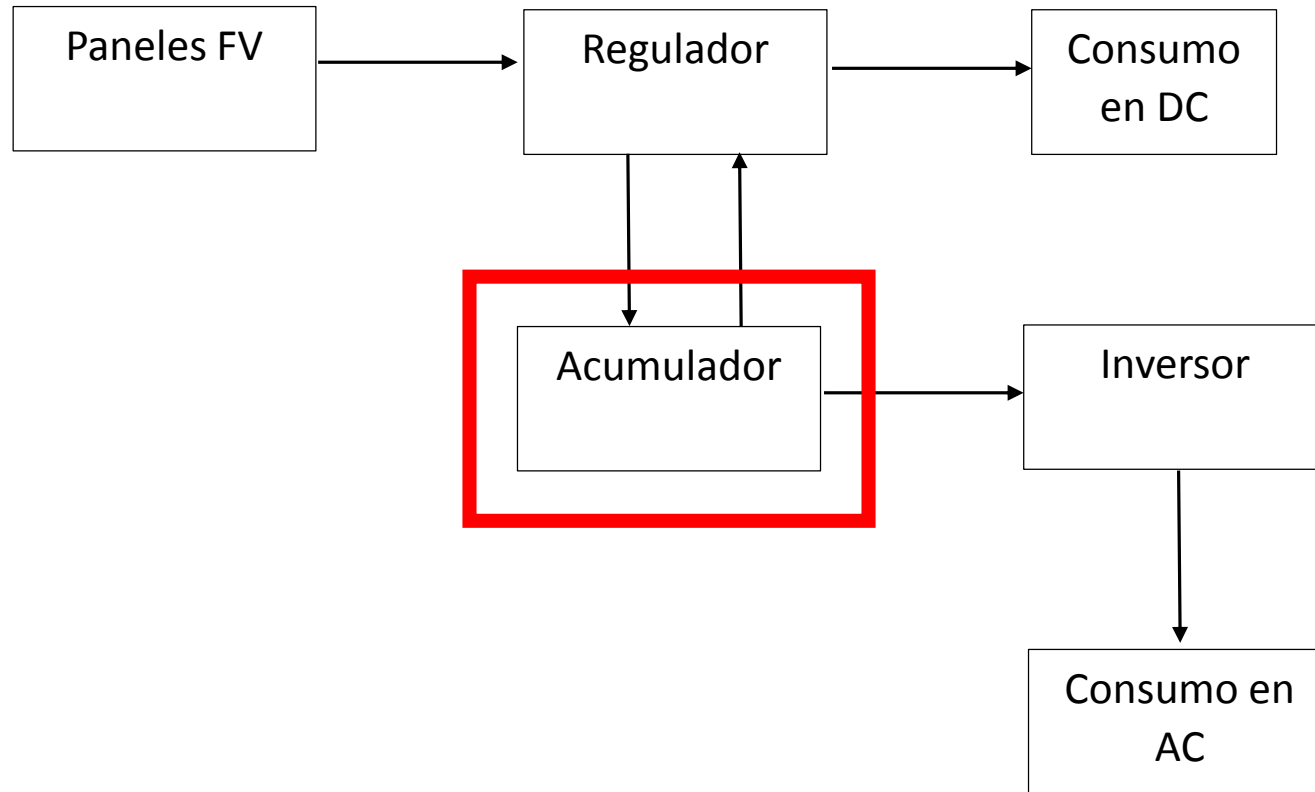 Paneles FV
Regulador
Consumo
en DC
Acumulador
Inversor
Consumo en
AC